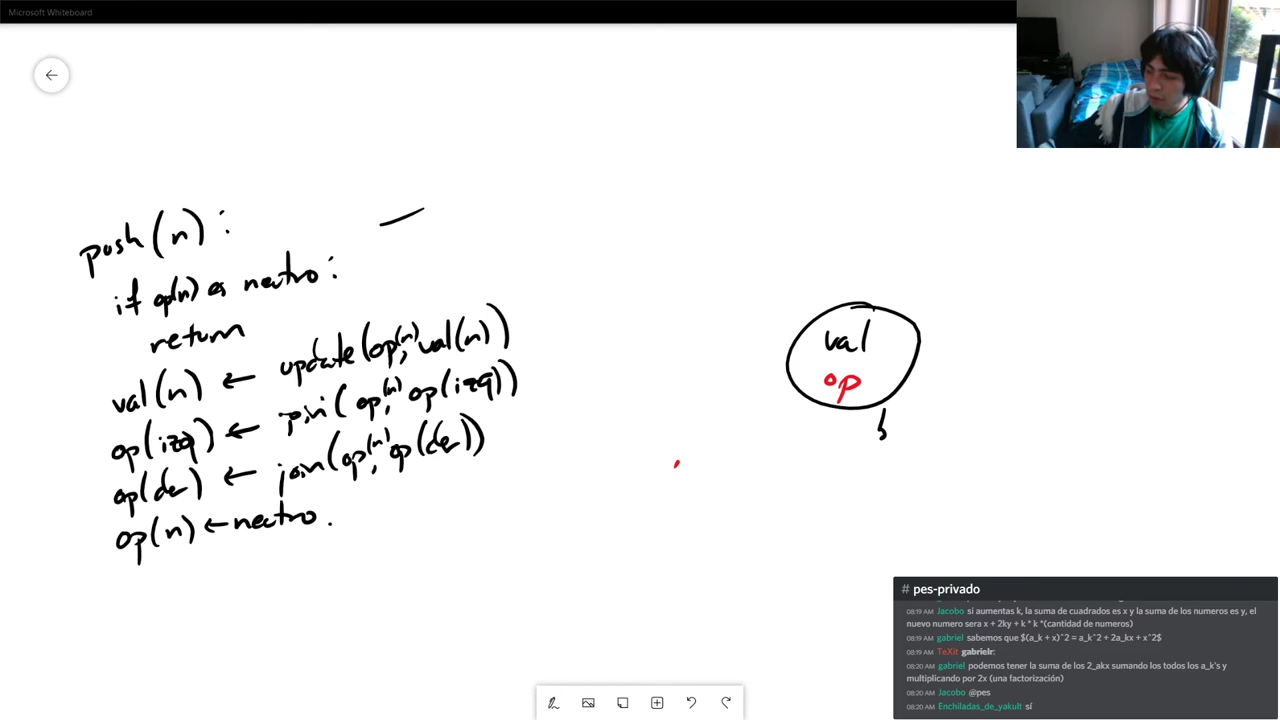 Microsoft Whiteboard
push(n):
if op(n) es neutro:
return
val(n) ← update(op(n), val(n))
op(izq) ← join(op(n), op(izq))
op(der) ← join(op(n), op(der))
op(n) ← neutro.
val
op
# pes-privado
08:19 AM Jacobo si aumentas k, la suma de cuadrados es x y la suma de los numeros es y, el
nuevo numero sera x + 2ky + k * k *(cantidad de numeros)
08:19 AM gabriel sabemos que $(a_k + x)^2 = a_k^2 + 2a_kx + x^2$
08:19 AM TeXit gabrielr:
08:20 AM gabriel podemos tener la suma de los 2_akx sumando los todos los a_k's y
multiplicando por 2x (una factorización)
08:20 AM Jacobo @pes
08:20 AM Enchiladas_de_yakult sí